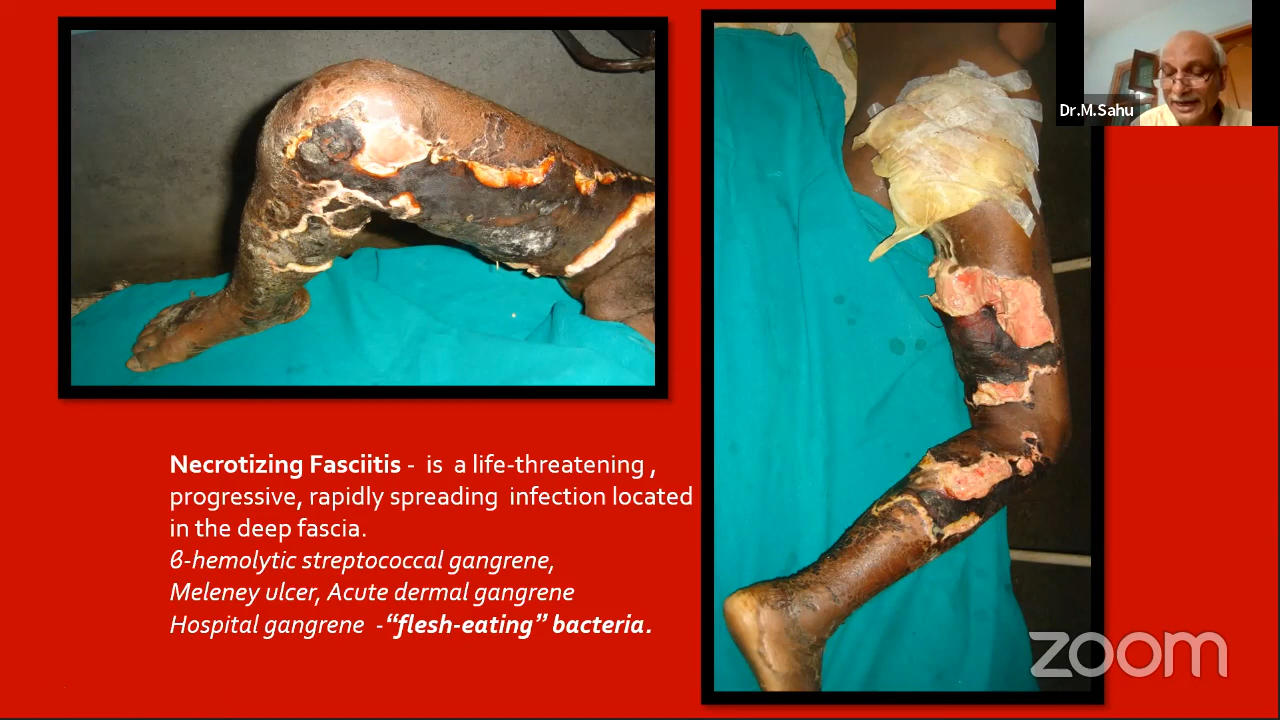 Dr.M.Sahu
Necrotizing Fasciitis - is a life-threatening ,
progressive, rapidly spreading infection located
in the deep fascia.
β-hemolytic streptococcal gangrene,
Meleney ulcer, Acute dermal gangrene
Hospital gangrene -“flesh-eating” bacteria.
zoom